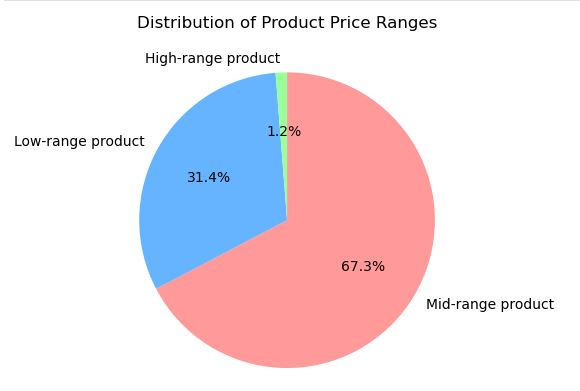 Distribution of Product Price Ranges
High-range product
1.2%
Low-range product
31.4%
67.3%
Mid-range product